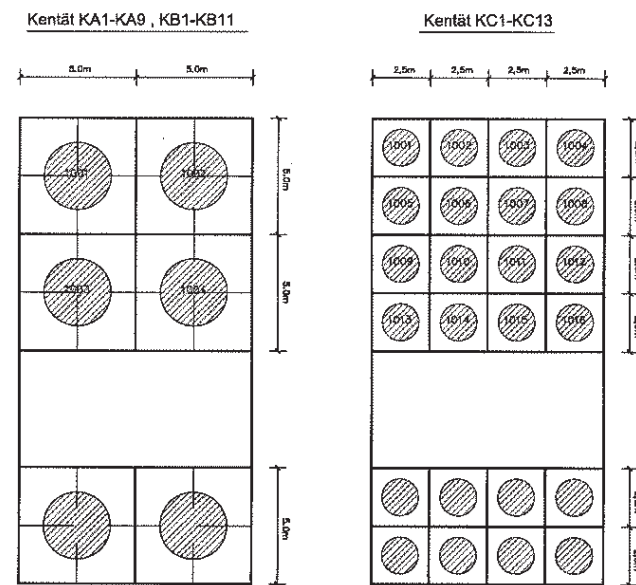 Kentät KA1-KA9 , KB1-KB11
Kentät KC1-KC13
5.0m 5.0m
2,5m 2,5m 2,5m 2,5m
1001 1002
5.0m
1003 1004
5.0m
5.0m
1001 1002 1003 1004
1005 1006 1007 1008
1009 1010 1011 1012
1013 1014 1015 1016